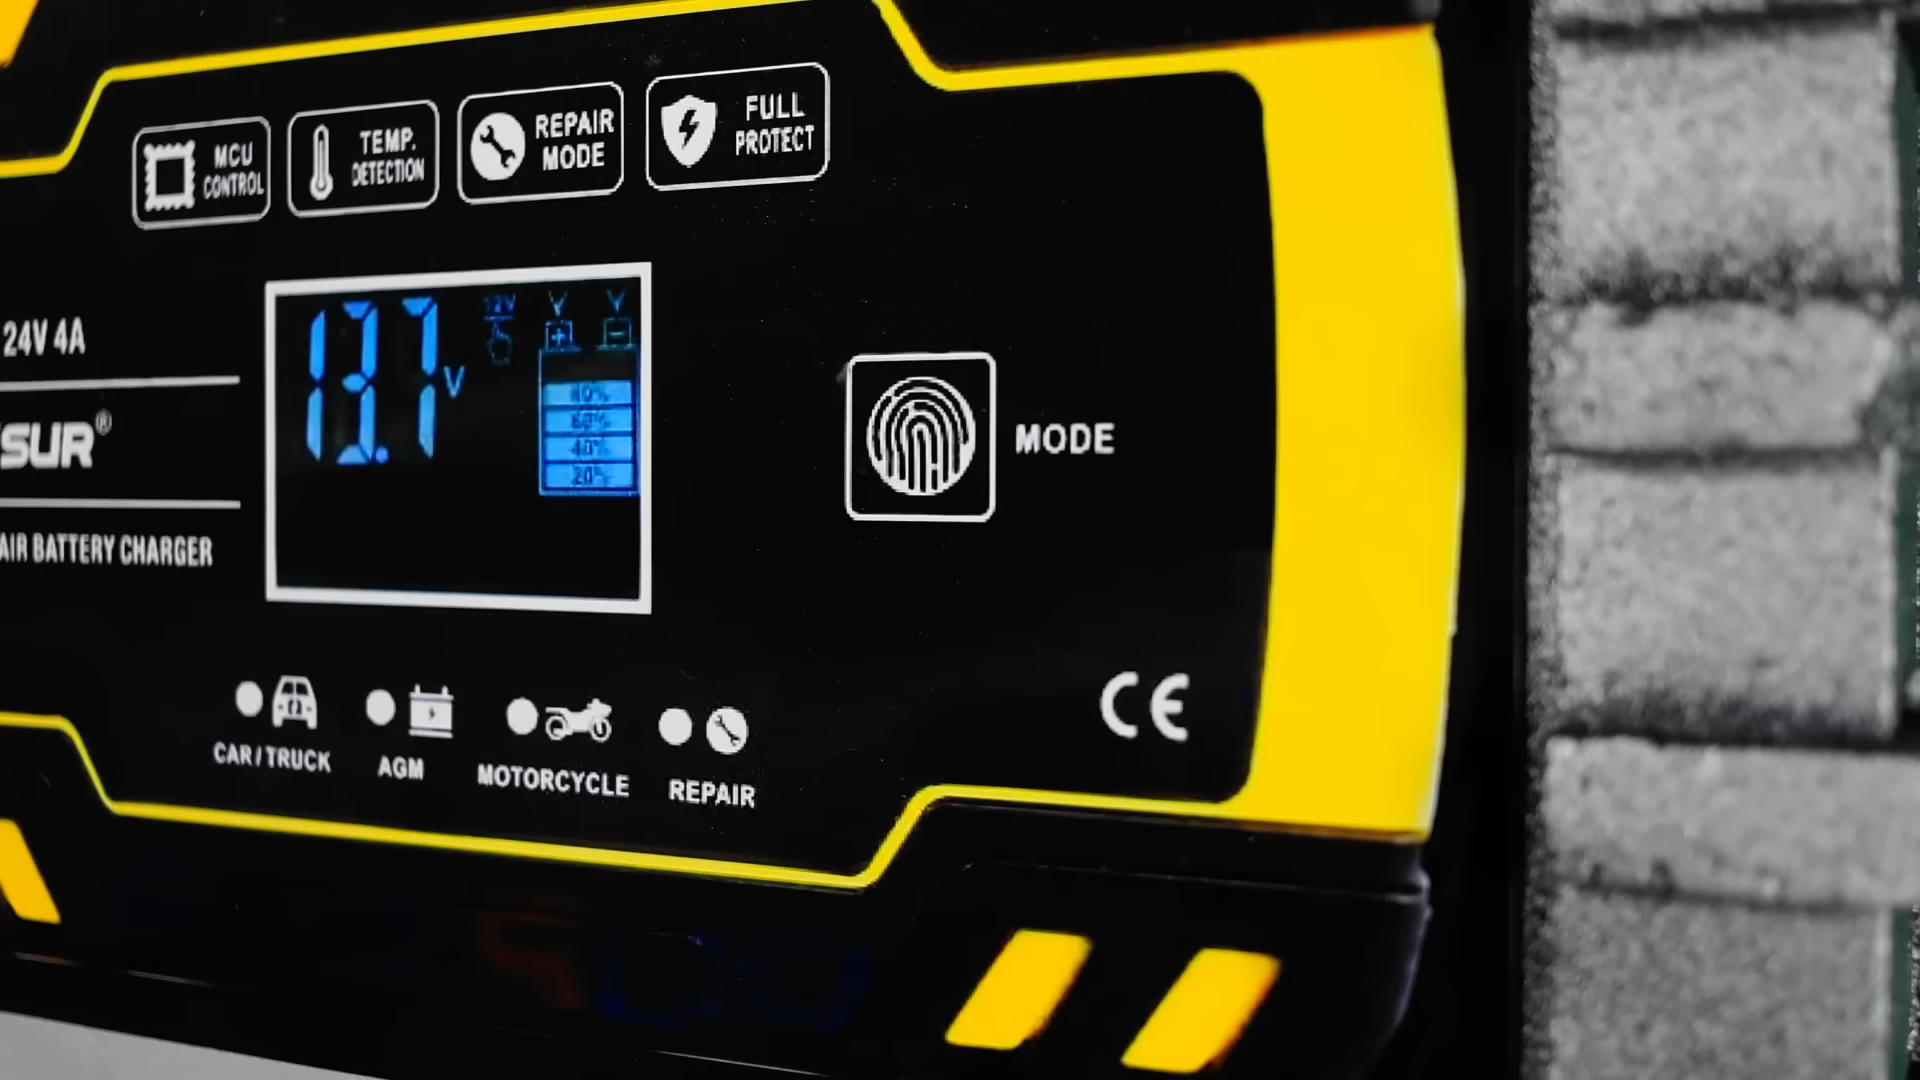 MCU
CONTROL
TEMP.
DETECTION
REPAIR
MODE
FULL
PROTECT
24V 4A
SUR®
AIR BATTERY CHARGER
13.7V
12V
+
-
80%
60%
40%
20%
MODE
CAR/TRUCK
AGM
MOTORCYCLE
REPAIR
CE